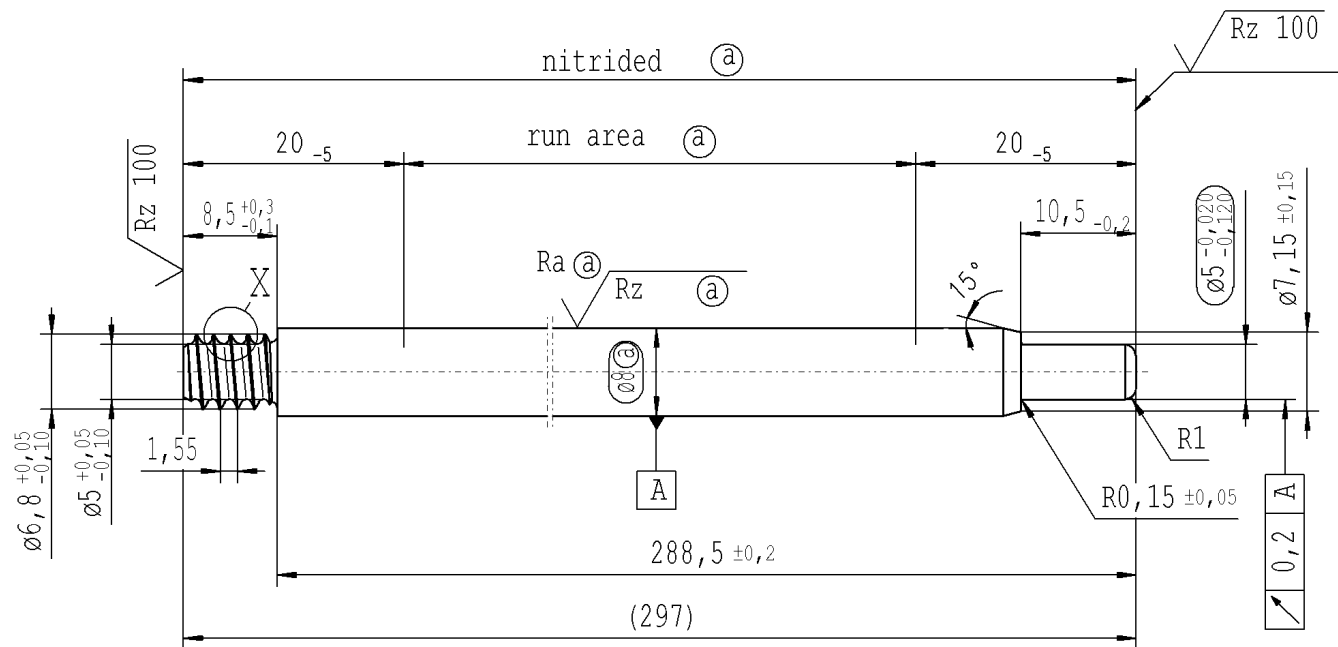 Rz 100
nitrided a
run area a
20 -5
20 -5
Rz 100
8,5 +0,3 -0,1
10,5 -0,2
ø5 -0,020 -0,120
ø7,15 ±0,15
X
Ra a
Rz a
15°
ø8 a
ø6,8 +0,05 -0,10
ø5 +0,05 -0,10
1,55
A
R1
R0,15 ±0,05
0,2 A
288,5 ±0,2
(297)